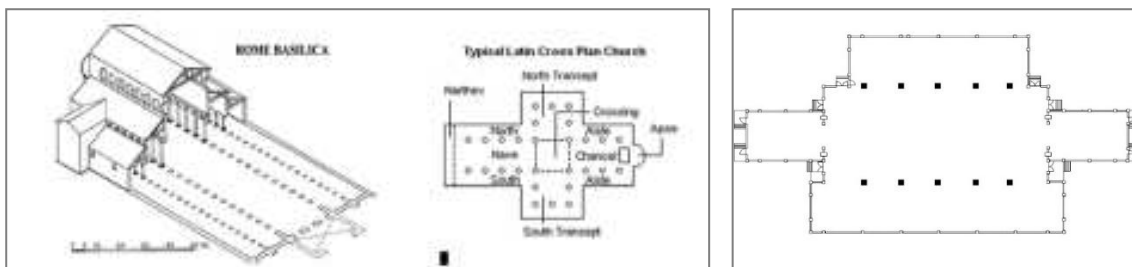 ROME BASILICA
Typical Latin Cross Plan Church
North Transept
Narthex
Crossing
North
Aisle
Apse
Nave
Chancel
South
Aisle
South Transept